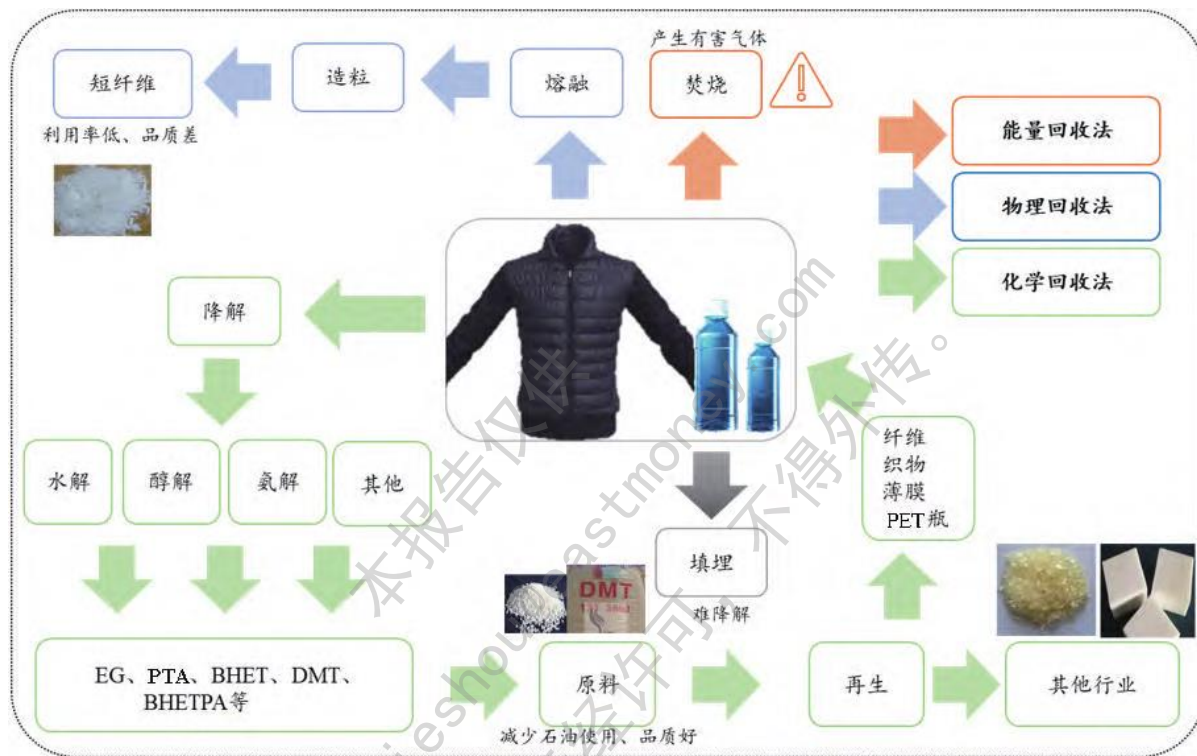 产生有害气体
短纤维
造粒
熔融
焚烧
利用率低、品质差
能量回收法
物理回收法
化学回收法
降解
水解
醇解
氨解
其他
纤维
织物
薄膜
PET瓶
填埋
难降解
DMT
EG、PTA、BHET、DMT、
BHETPA等
原料
再生
其他行业
减少石油使用、品质好
本报告仅供
eastmoney.com
不得外传。